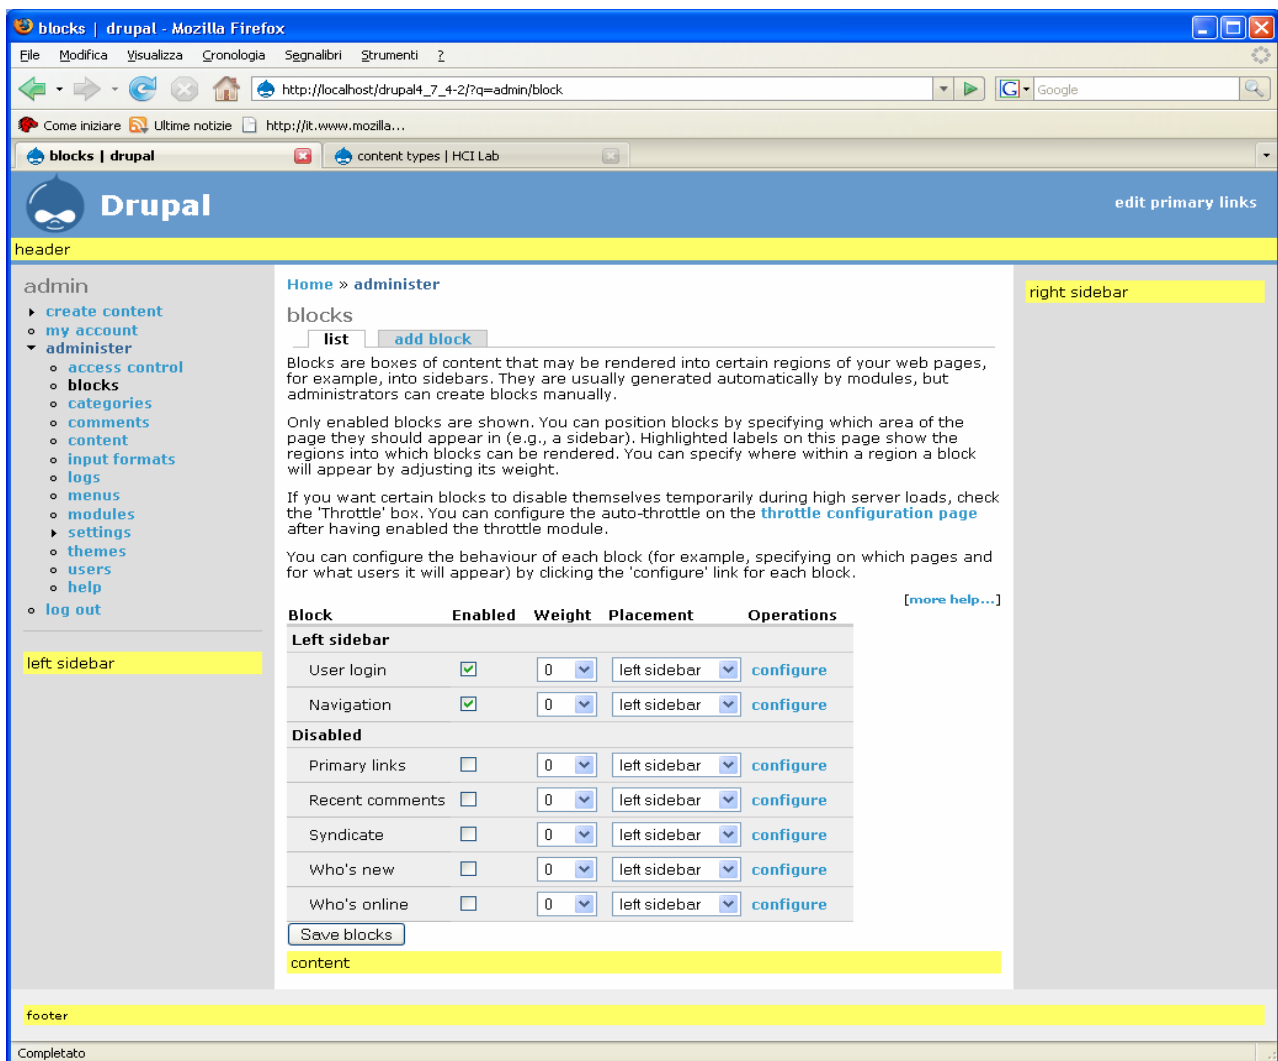 blocks | drupal - Mozilla Firefox
File Modifica Visualizza Cronologia Segnalibri Strumenti ?
http://localhost/drupal4_7_4-2/?q=admin/block
Google
Come iniziare Ultime notizie http://it.www.mozilla...
blocks | drupal content types | HCI Lab
Drupal
edit primary links
header
admin
create content
my account
administer
access control
blocks
categories
comments
content
input formats
logs
menus
modules
settings
themes
users
help
log out
left sidebar
Home » administer
blocks
list add block
Blocks are boxes of content that may be rendered into certain regions of your web pages,
for example, into sidebars. They are usually generated automatically by modules, but
administrators can create blocks manually.
Only enabled blocks are shown. You can position blocks by specifying which area of the
page they should appear in (e.g., a sidebar). Highlighted labels on this page show the
regions into which blocks can be rendered. You can specify where within a region a block
will appear by adjusting its weight.
If you want certain blocks to disable themselves temporarily during high server loads, check
the 'Throttle' box. You can configure the auto-throttle on the throttle configuration page
after having enabled the throttle module.
You can configure the behaviour of each block (for example, specifying on which pages and
for what users it will appear) by clicking the 'configure' link for each block.
[more help...]
Block Enabled Weight Placement Operations
Left sidebar
User login 0 left sidebar configure
Navigation 0 left sidebar configure
Disabled
Primary links 0 left sidebar configure
Recent comments 0 left sidebar configure
Syndicate 0 left sidebar configure
Who's new 0 left sidebar configure
Who's online 0 left sidebar configure
Save blocks
content
right sidebar
footer
Completato